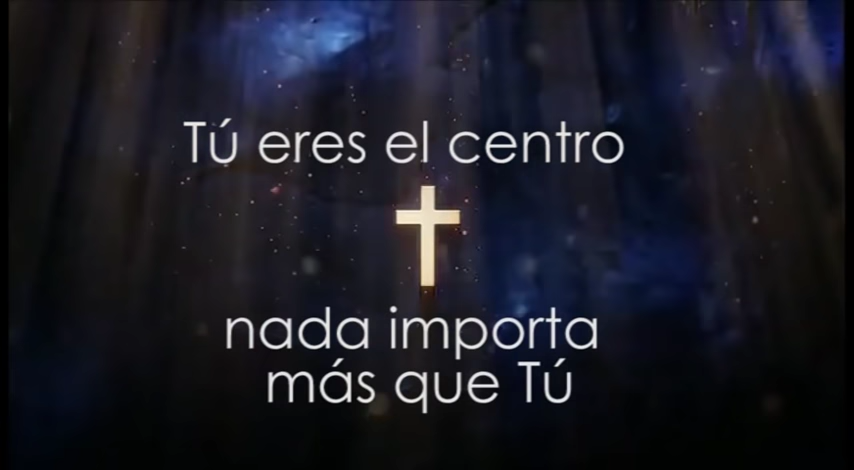 Tú eres el centro
nada importa
más que Tú